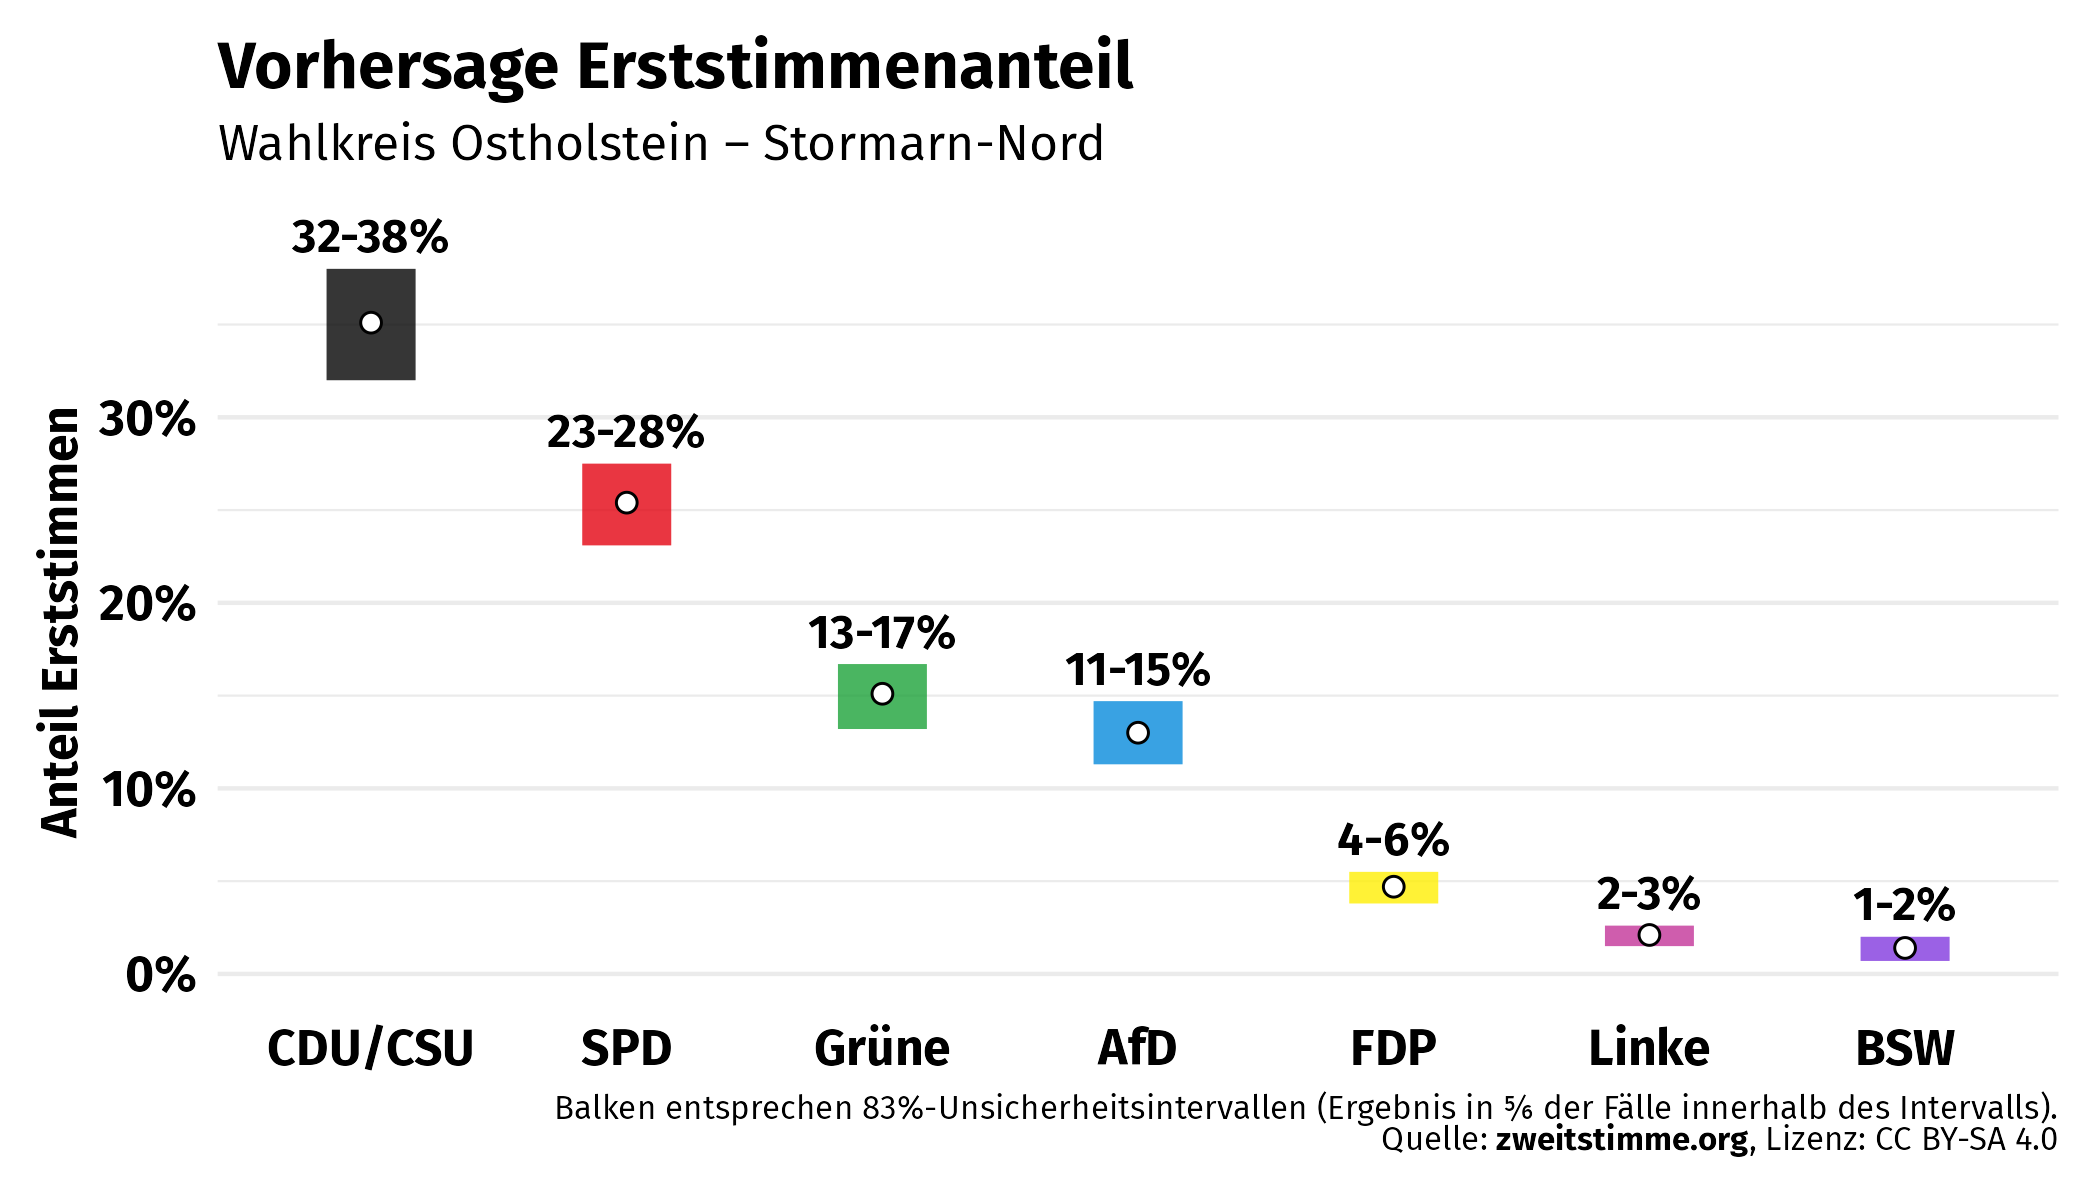 Vorhersage Erststimmenanteil
Wahlkreis Ostholstein – Stormarn-Nord
32-38%
30%
23-28%
20%
13-17%
11-15%
10%
4-6%
2-3%
1-2%
0%
Anteil Erststimmen
CDU/CSU SPD Grüne AfD FDP Linke BSW
Balken entsprechen 83%-Unsicherheitsintervallen (Ergebnis in ⅚ der Fälle innerhalb des Intervalls).
Quelle: zweitstimme.org, Lizenz: CC BY-SA 4.0